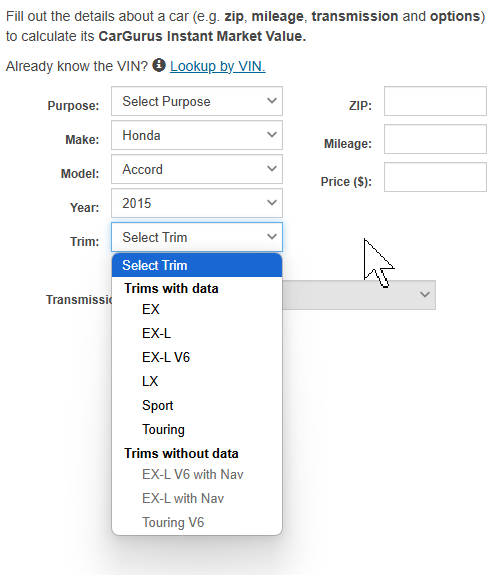 Fill out the details about a car (e.g. zip, mileage, transmission and options)
to calculate its CarGurus Instant Market Value.
Already know the VIN? Lookup by VIN.
Purpose: Select Purpose
ZIP:
Make: Honda
Mileage:
Model: Accord
Price ($):
Year: 2015
Trim: Select Trim
Select Trim
Trims with data
Transmissi
EX
EX-L
EX-L V6
LX
Sport
Touring
Trims without data
EX-L V6 with Nav
EX-L with Nav
Touring V6